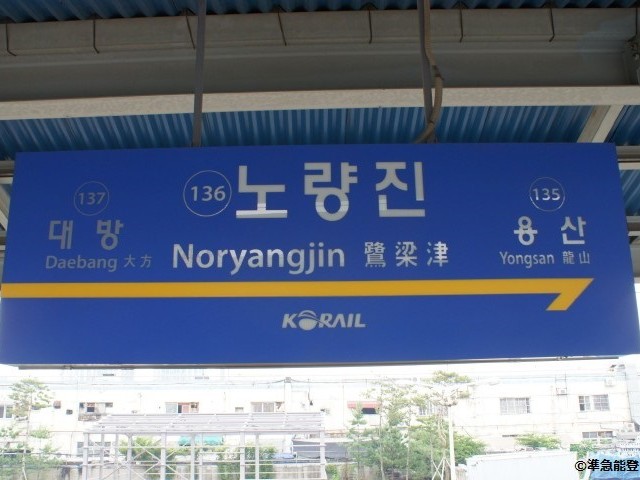 137
대방
Daebang 大方
136
노량진
Noryangjin 鷺梁津
135
용산
Yongsan 龍山
KORAIL
©準急能登